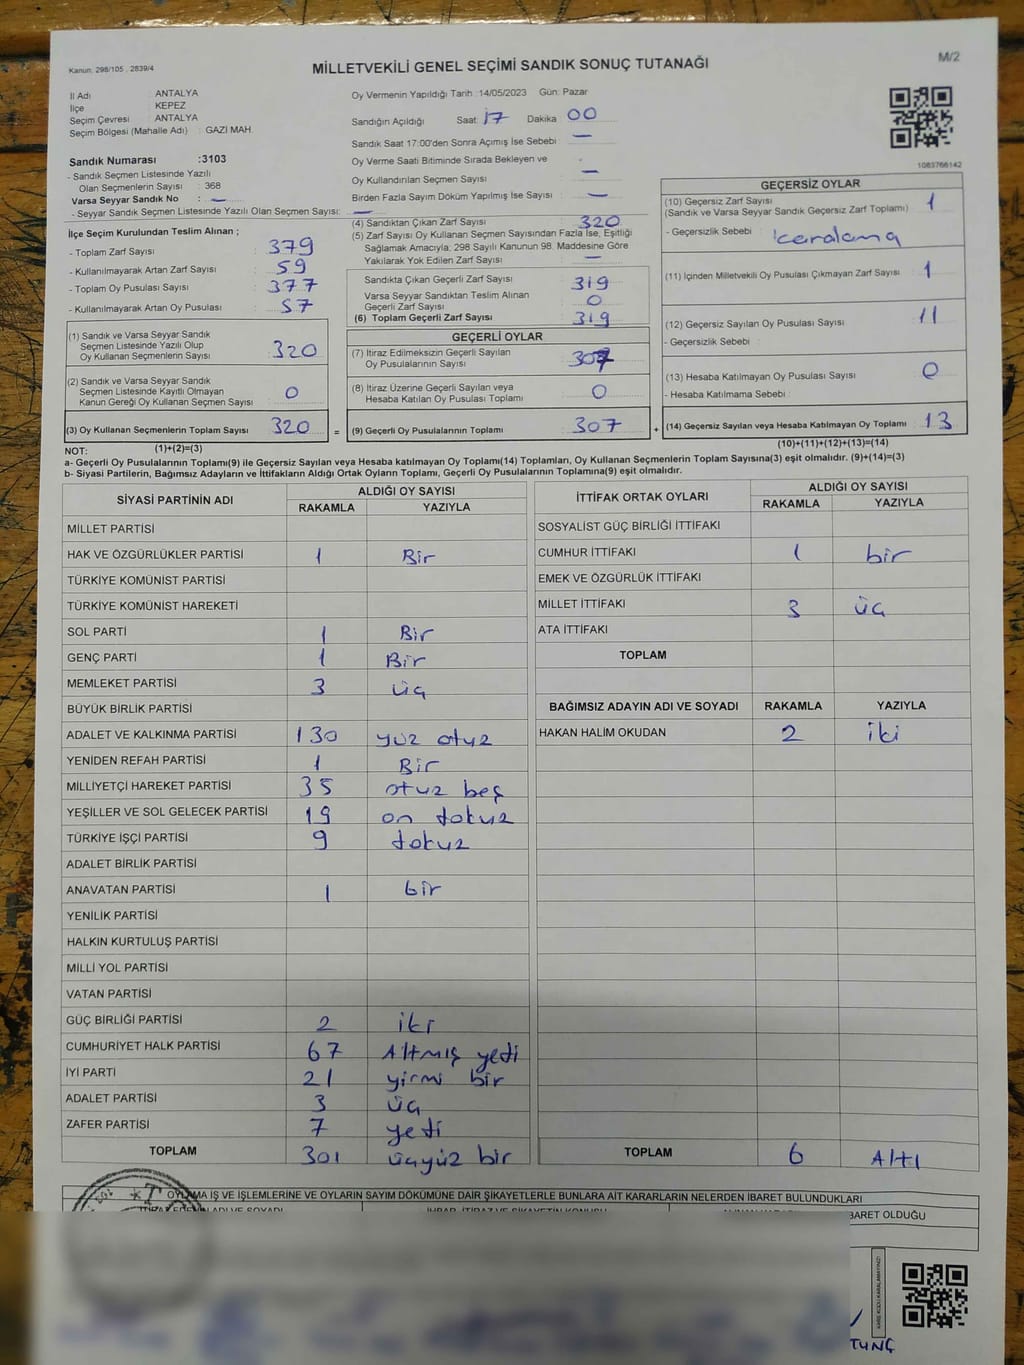 Kanun: 298/105 , 2839/4
M/2
MİLLETVEKİLİ GENEL SEÇİMİ SANDIK SONUÇ TUTANAĞI
İl Adı : ANTALYA
İlçe : KEPEZ
Seçim Çevresi : ANTALYA
Seçim Bölgesi (Mahalle Adı) : GAZİ MAH.
Oy Vermenin Yapıldığı Tarih :14/05/2023 Gün: Pazar
Sandığın Açıldığı Saat: 17 Dakika 00
Sandık Saat 17:00'den Sonra Açımış İse Sebebi : —
Oy Verme Saati Bitiminde Sırada Bekleyen ve
Oy Kullandırılan Seçmen Sayısı : —
Birden Fazla Sayım Döküm Yapılmış İse Sayısı : —
1083766142
Sandık Numarası :3103
- Sandık Seçmen Listesinde Yazılı
Olan Seçmenlerin Sayısı : 368
Varsa Seyyar Sandık No : —
- Seyyar Sandık Seçmen Listesinde Yazılı Olan Seçmen Sayısı: —
İlçe Seçim Kurulundan Teslim Alınan ;
- Toplam Zarf Sayısı : 379
- Kullanılmayarak Artan Zarf Sayısı : 59
- Toplam Oy Pusulası Sayısı : 377
- Kullanılmayarak Artan Oy Pusulası : 57
(4) Sandıktan Çıkan Zarf Sayısı : 320
(5) Zarf Sayısı Oy Kullanan Seçmen Sayısından Fazla İse, Eşitliği
Sağlamak Amacıyla, 298 Sayılı Kanunun 98. Maddesine Göre
Yakılarak Yok Edilen Zarf Sayısı : —
Sandıkta Çıkan Geçerli Zarf Sayısı : 319
Varsa Seyyar Sandıktan Teslim Alınan
Geçerli Zarf Sayısı : 0
(6) Toplam Geçerli Zarf Sayısı : 319
GEÇERSİZ OYLAR
(10) Geçersiz Zarf Sayısı : 1
(Sandık ve Varsa Seyyar Sandık Geçersiz Zarf Toplamı)
- Geçersizlik Sebebi : karalama
(11) İçinden Milletvekili Oy Pusulası Çıkmayan Zarf Sayısı : 1
(12) Geçersiz Sayılan Oy Pusulası Sayısı : 11
- Geçersizlik Sebebi :
(13) Hesaba Katılmayan Oy Pusulası Sayısı : 0
- Hesaba Katılmama Sebebi :
(14) Geçersiz Sayılan veya Hesaba Katılmayan Oy Toplamı : 13
(1) Sandık ve Varsa Seyyar Sandık
Seçmen Listesinde Yazılı Olup
Oy Kullanan Seçmenlerin Sayısı : 320
(2) Sandık ve Varsa Seyyar Sandık
Seçmen Listesinde Kayıtlı Olmayan
Kanun Gereği Oy Kullanan Seçmen Sayısı : 0
(3) Oy Kullanan Seçmenlerin Toplam Sayısı : 320 =
GEÇERLİ OYLAR
(7) İtiraz Edilmeksizin Geçerli Sayılan
Oy Pusulalarının Sayısı : 307
(8) İtiraz Üzerine Geçerli Sayılan veya
Hesaba Katılan Oy Pusulası Toplamı : 0
(9) Geçerli Oy Pusulalarının Toplamı : 307 +
NOT: (1)+(2)=(3) (10)+(11)+(12)+(13)=(14)
a- Geçerli Oy Pusulalarının Toplamı(9) ile Geçersiz Sayılan veya Hesaba katılmayan Oy Toplamı(14) Toplamları, Oy Kullanan Seçmenlerin Toplam Sayısına(3) eşit olmalıdır. (9)+(14)=(3)
b- Siyasi Partilerin, Bağımsız Adayların ve İttifakların Aldığı Ortak Oyların Toplamı, Geçerli Oy Pusulalarının Toplamına(9) eşit olmalıdır.
SİYASİ PARTİNİN ADI ALDIĞI OY SAYISI
RAKAMLA YAZIYLA
MİLLET PARTİSİ
HAK VE ÖZGÜRLÜKLER PARTİSİ 1 Bir
TÜRKİYE KOMÜNİST PARTİSİ
TÜRKİYE KOMÜNİST HAREKETİ
SOL PARTİ 1 Bir
GENÇ PARTİ 1 Bir
MEMLEKET PARTİSİ 3 üç
BÜYÜK BİRLİK PARTİSİ
ADALET VE KALKINMA PARTİSİ 130 yüz otuz
YENİDEN REFAH PARTİSİ 1 Bir
MİLLİYETÇİ HAREKET PARTİSİ 35 otuz beş
YEŞİLLER VE SOL GELECEK PARTİSİ 19 on dokuz
TÜRKİYE İŞÇİ PARTİSİ 9 dokuz
ADALET BİRLİK PARTİSİ
ANAVATAN PARTİSİ 1 bir
YENİLİK PARTİSİ
HALKIN KURTULUŞ PARTİSİ
MİLLİ YOL PARTİSİ
VATAN PARTİSİ
GÜÇ BİRLİĞİ PARTİSİ 2 iki
CUMHURİYET HALK PARTİSİ 67 Altmış yedi
İYİ PARTİ 21 yirmi bir
ADALET PARTİSİ 3 üç
ZAFER PARTİSİ 7 yedi
TOPLAM 301 üçyüz bir
İTTİFAK ORTAK OYLARI ALDIĞI OY SAYISI
RAKAMLA YAZIYLA
SOSYALİST GÜÇ BİRLİĞİ İTTİFAKI
CUMHUR İTTİFAKI 1 bir
EMEK VE ÖZGÜRLÜK İTTİFAKI
MİLLET İTTİFAKI 3 üç
ATA İTTİFAKI
TOPLAM
BAĞIMSIZ ADAYIN ADI VE SOYADI RAKAMLA YAZIYLA
HAKAN HALİM OKUDAN 2 iki
TOPLAM 6 Altı
OYLAMA İŞ VE İŞLEMLERİNE VE OYLARIN SAYIM DÖKÜMÜNE DAİR ŞİKAYETLERLE BUNLARA AİT KARARLARIN NELERDEN İBARET BULUNDUKLARI
BARET OLDUĞU
TUNÇ